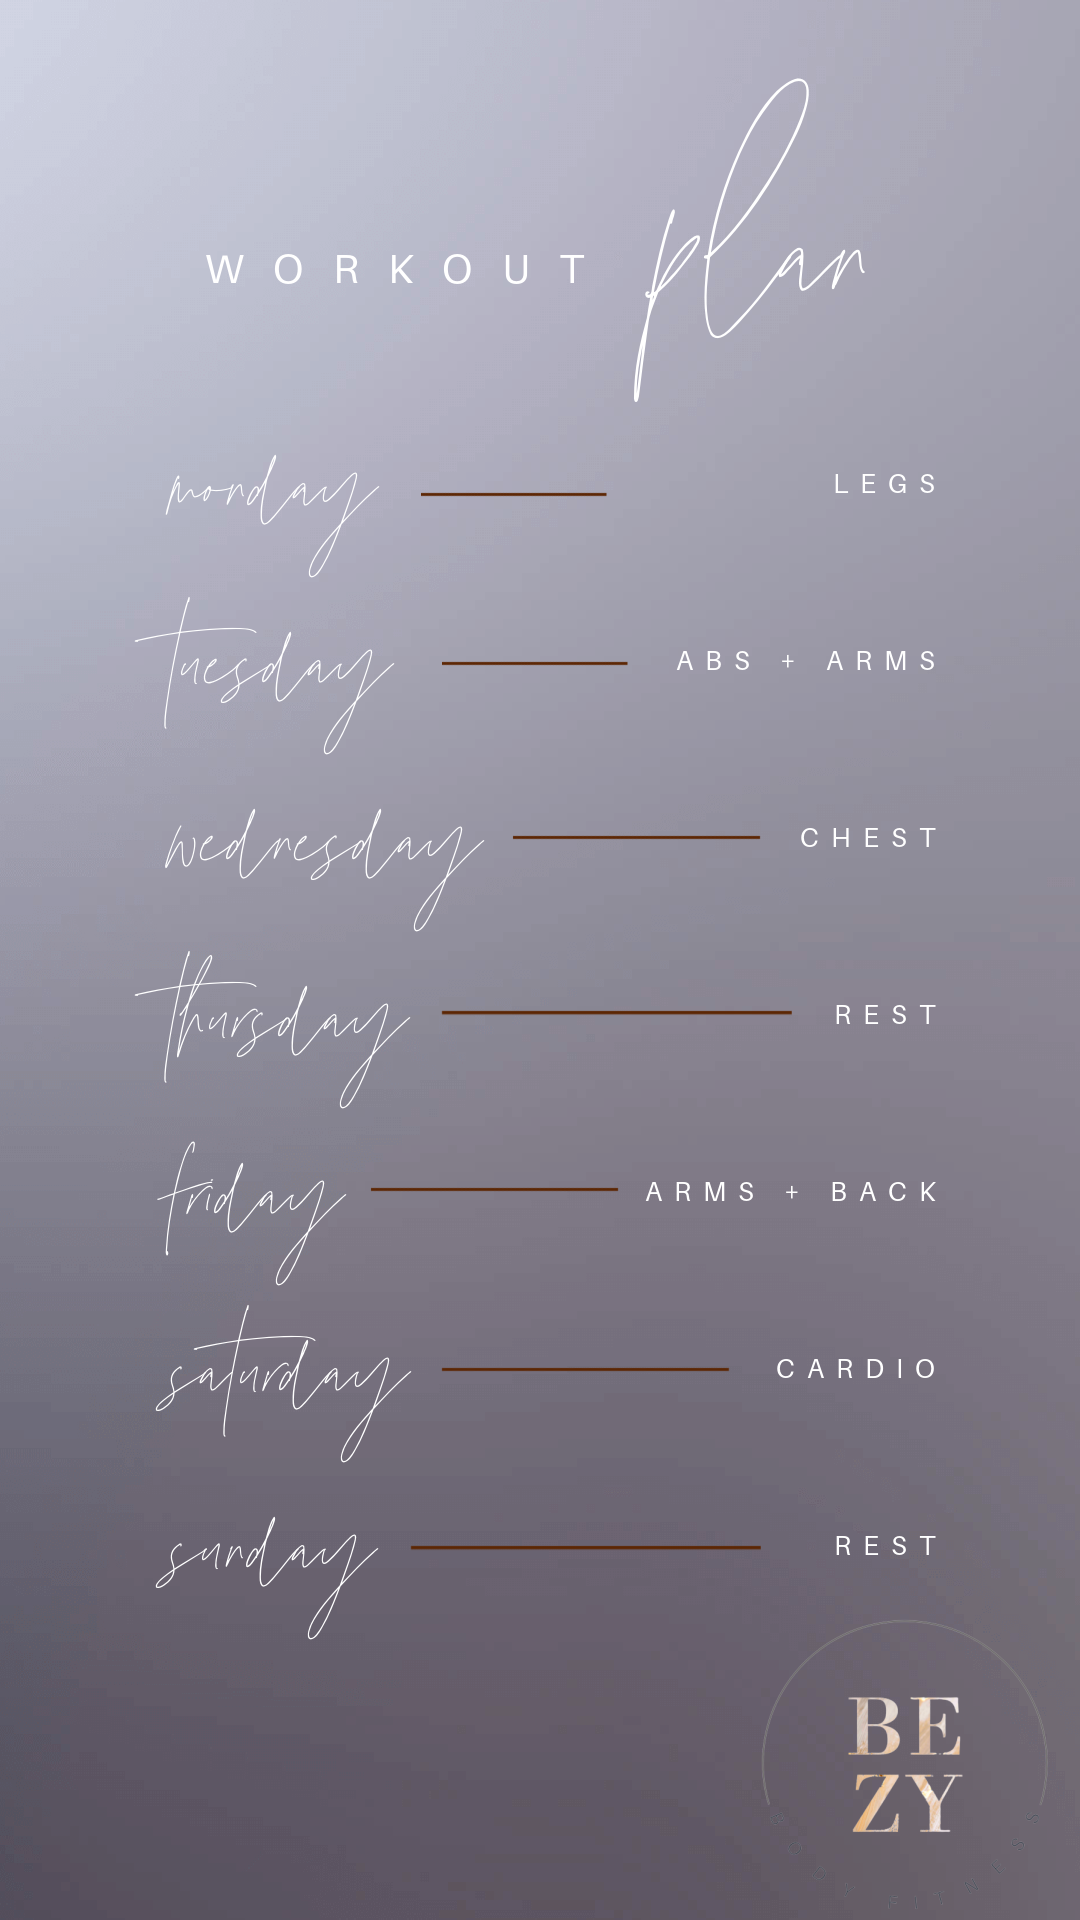 WORKOUT plan
monday LEGS
tuesday ABS + ARMS
wednesday CHEST
thursday REST
friday ARMS + BACK
saturday CARDIO
sunday REST
BE
ZY